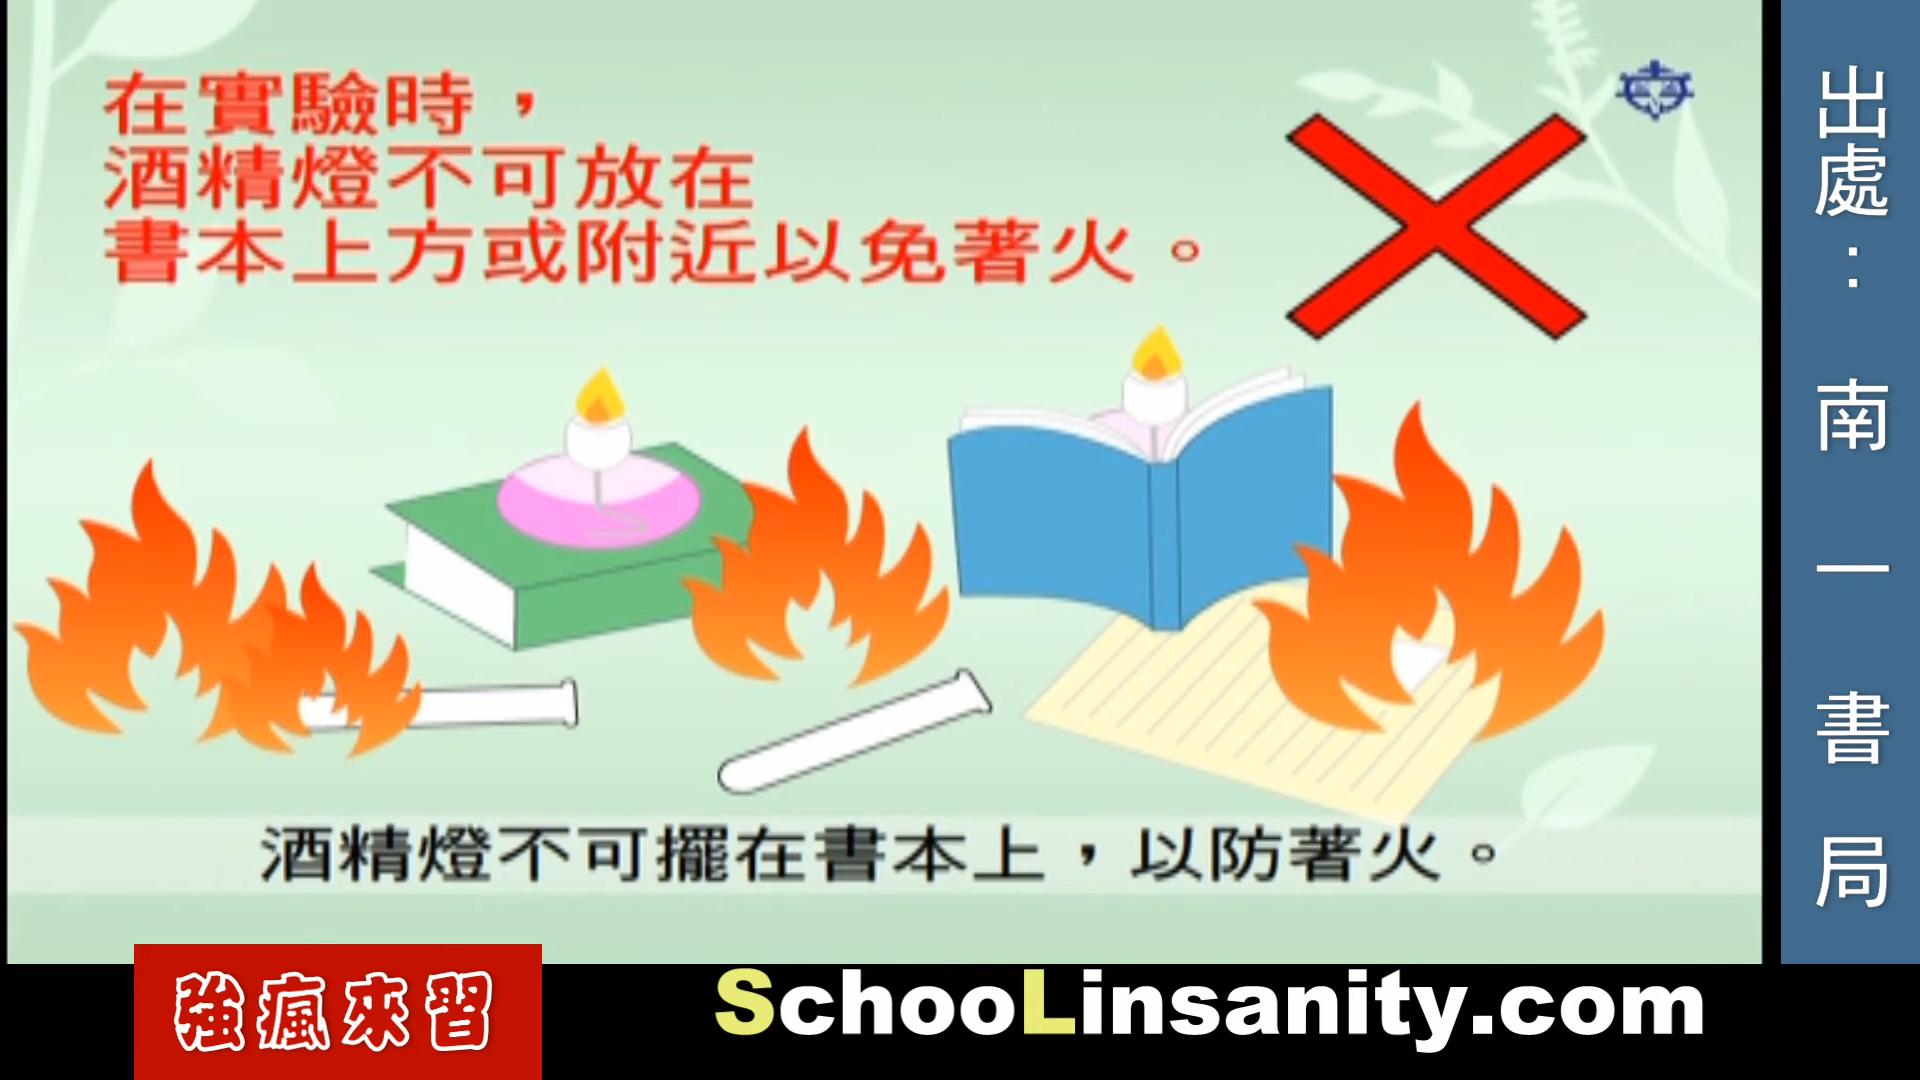 在實驗時，
酒精燈不可放在
書本上方或附近以免著火。
酒精燈不可擺在書本上，以防著火。
出處：南一書局
強瘋來習
SchooLinsanity.com